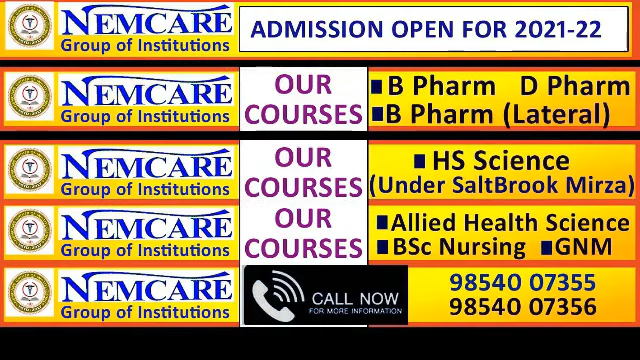 NEMCARE
Group of Institutions
ADMISSION OPEN FOR 2021-22
NEMCARE
Group of Institutions
OUR
COURSES
B Pharm D Pharm
B Pharm (Lateral)
NEMCARE
Group of Institutions
OUR
COURSES
HS Science
(Under SaltBrook Mirza)
NEMCARE
Group of Institutions
OUR
COURSES
Allied Health Science
BSc Nursing GNM
NEMCARE
Group of Institutions
CALL NOW
FOR MORE INFORMATION
98540 07355
98540 07356